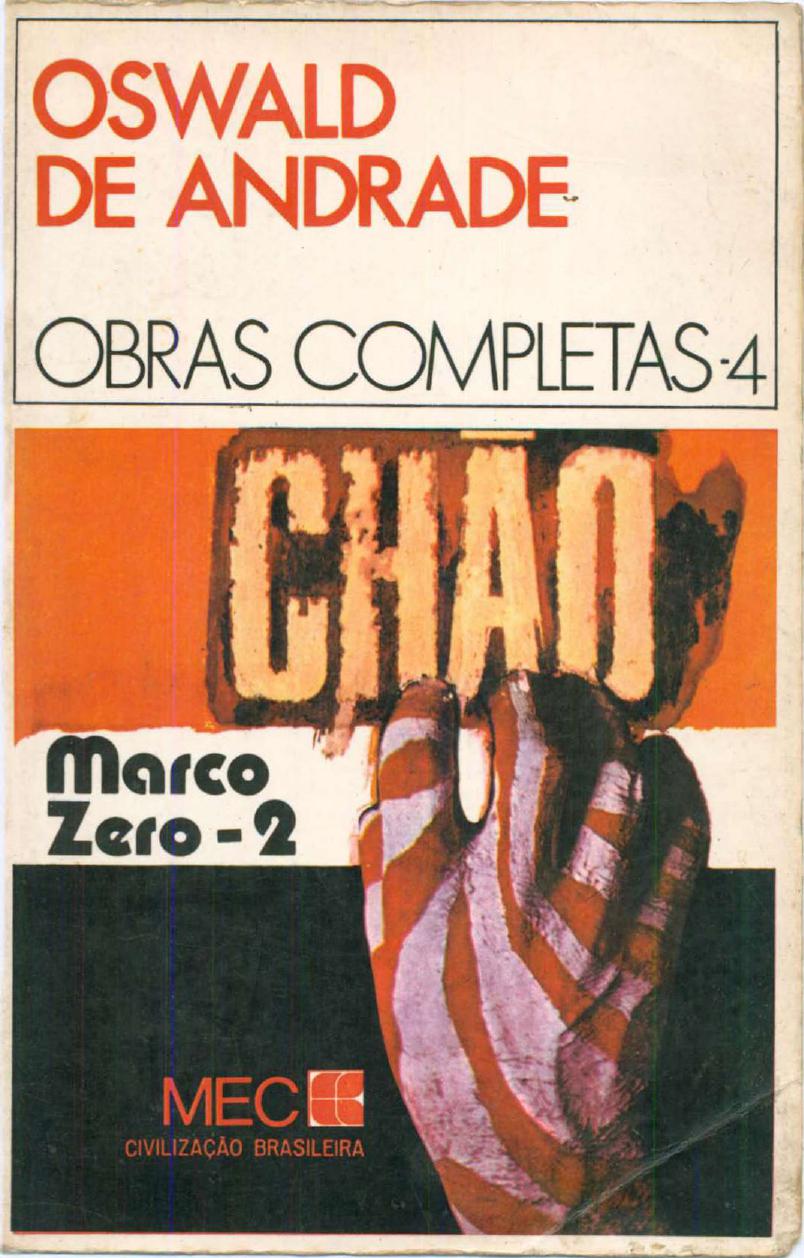 OSWALD
DE ANDRADE
OBRAS COMPLETAS-4
CHÃO
Marco
Zero-2
MEC
CIVILIZAÇÃO BRASILEIRA